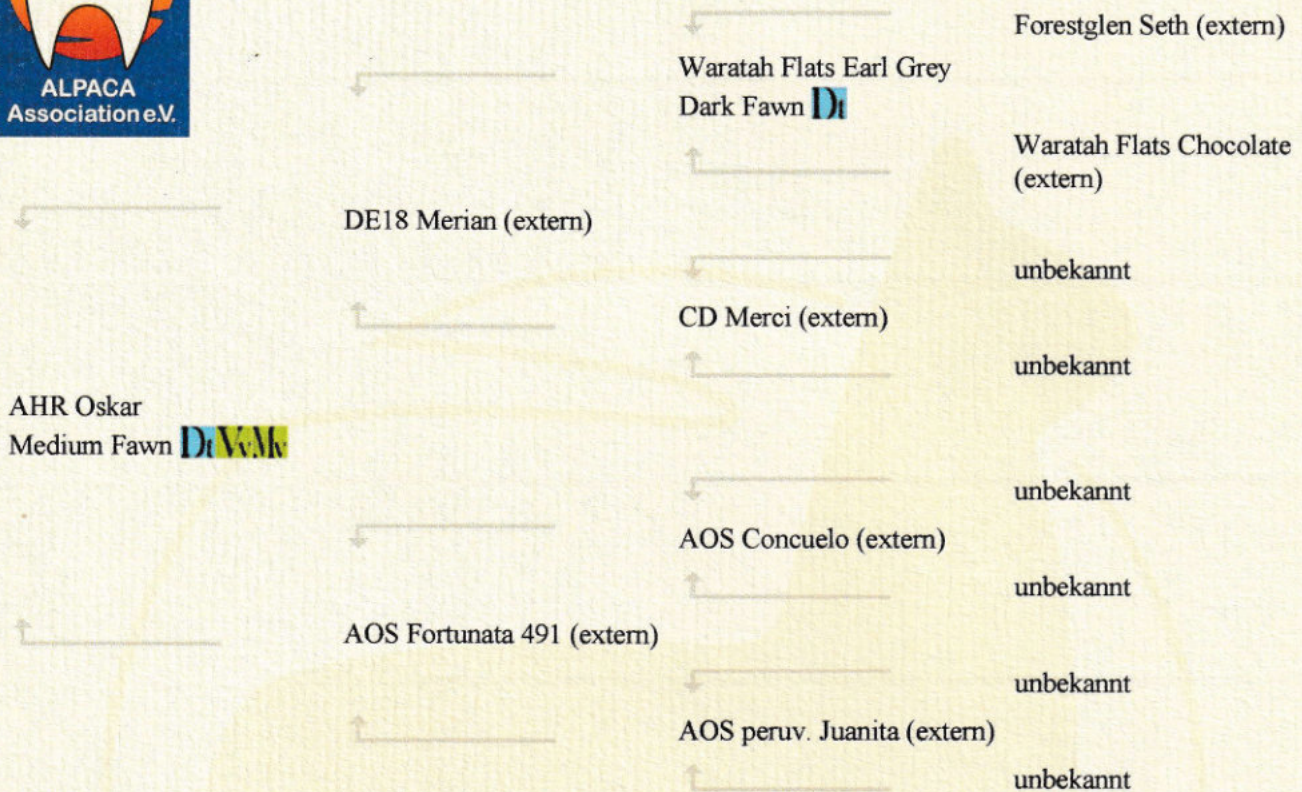 ALPACA
Association e.V.
Forestglen Seth (extern)
Waratah Flats Earl Grey
Dark Fawn Dt
Waratah Flats Chocolate
(extern)
DE18 Merian (extern)
unbekannt
CD Merci (extern)
unbekannt
AHR Oskar
Medium Fawn Dt Vv Mv
unbekannt
AOS Concuelo (extern)
unbekannt
AOS Fortunata 491 (extern)
unbekannt
AOS peruv. Juanita (extern)
unbekannt